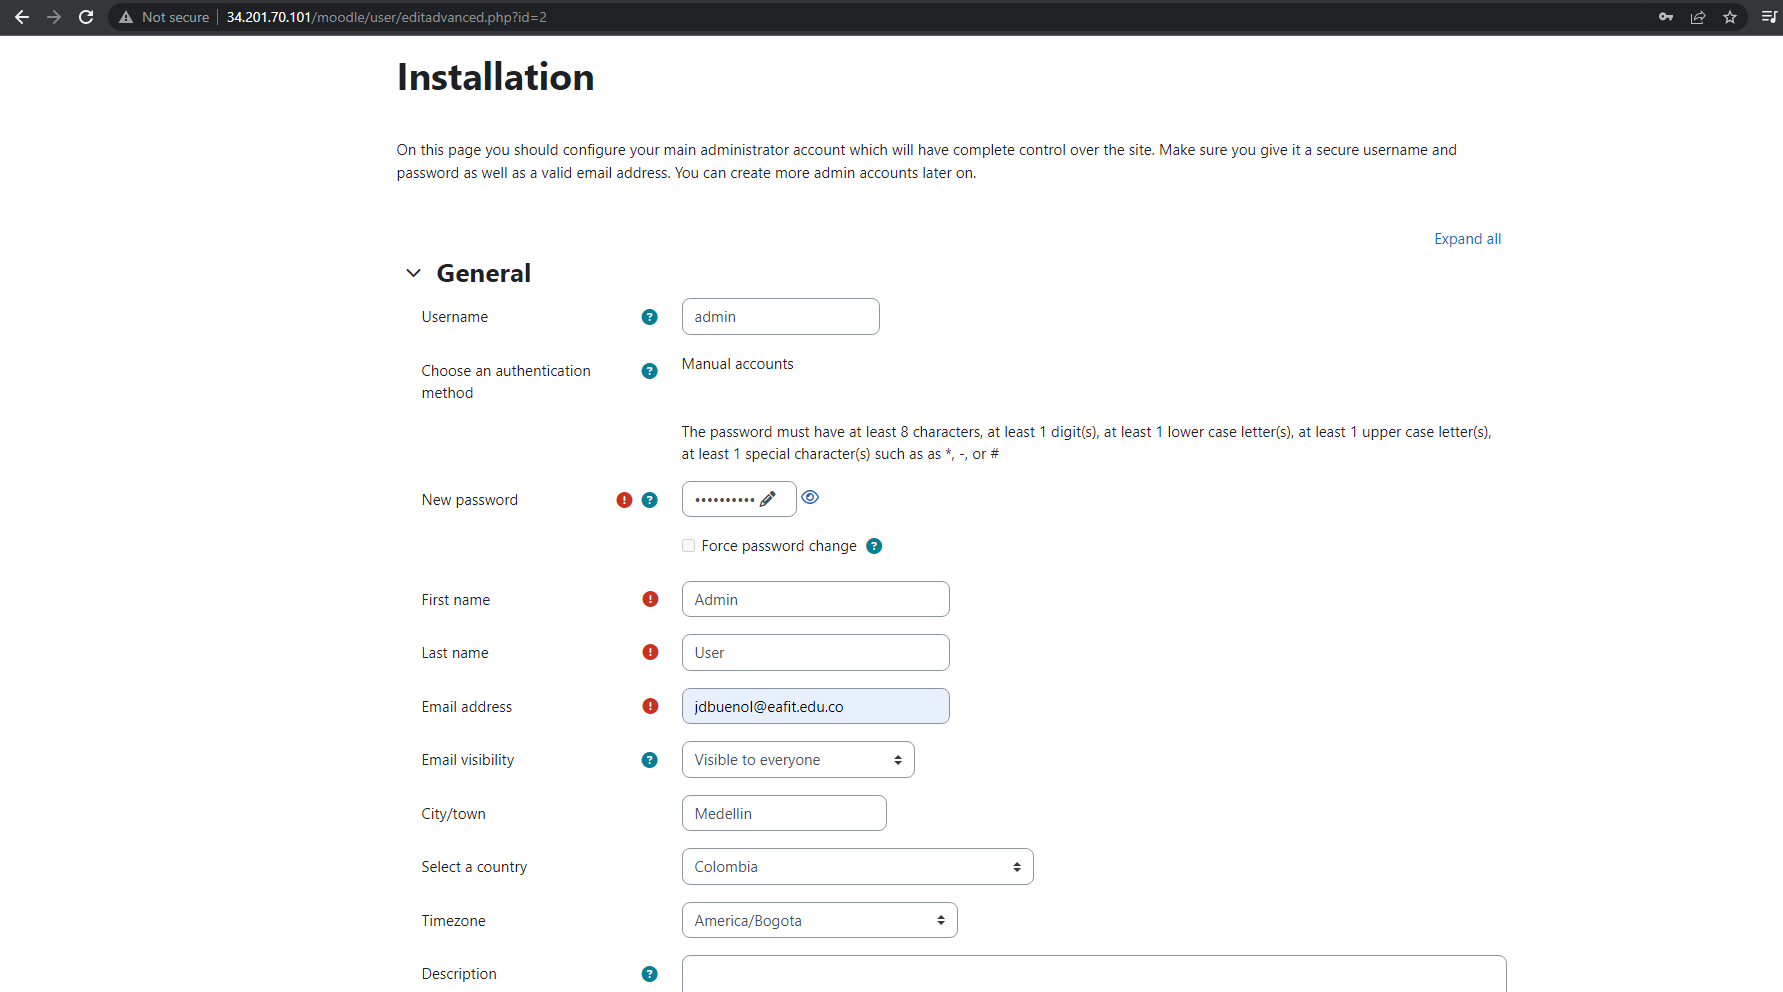 Not secure | 34.201.70.101/moodle/user/editadvanced.php?id=2
Installation
On this page you should configure your main administrator account which will have complete control over the site. Make sure you give it a secure username and
password as well as a valid email address. You can create more admin accounts later on.
Expand all
General
Username ? admin
Choose an authentication ? Manual accounts
method
The password must have at least 8 characters, at least 1 digit(s), at least 1 lower case letter(s), at least 1 upper case letter(s),
at least 1 special character(s) such as as *, -, or #
New password ! ? ••••••••••
Force password change ?
First name ! Admin
Last name ! User
Email address ! jdbuenol@eafit.edu.co
Email visibility ? Visible to everyone
City/town Medellin
Select a country Colombia
Timezone America/Bogota
Description ?